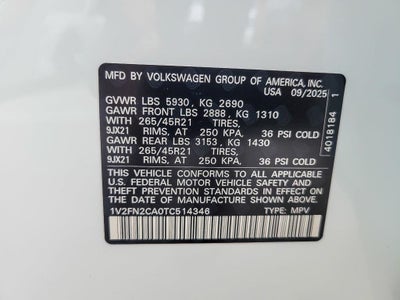 MFD BY VOLKSWAGEN GROUP OF AMERICA, INC.
USA 09/2025
GVWR LBS 5930, KG 2690
GAWR FRONT LBS 2888, KG 1310
WITH 265/45R21 TIRES,
9JX21 RIMS, AT 250 KPA, 36 PSI COLD
GAWR REAR LBS 3153, KG 1430
WITH 265/45R21 TIRES,
9JX21 RIMS, AT 250 KPA, 36 PSI COLD
THIS VEHICLE CONFORMS TO ALL APPLICABLE
U.S. FEDERAL MOTOR VEHICLE SAFETY STANDARDS
IN EFFECT ON THE DATE OF MANUFACTURE
SHOWN ABOVE.
1V2FN2CA0TC514346 TYPE: MPV
4018184 1